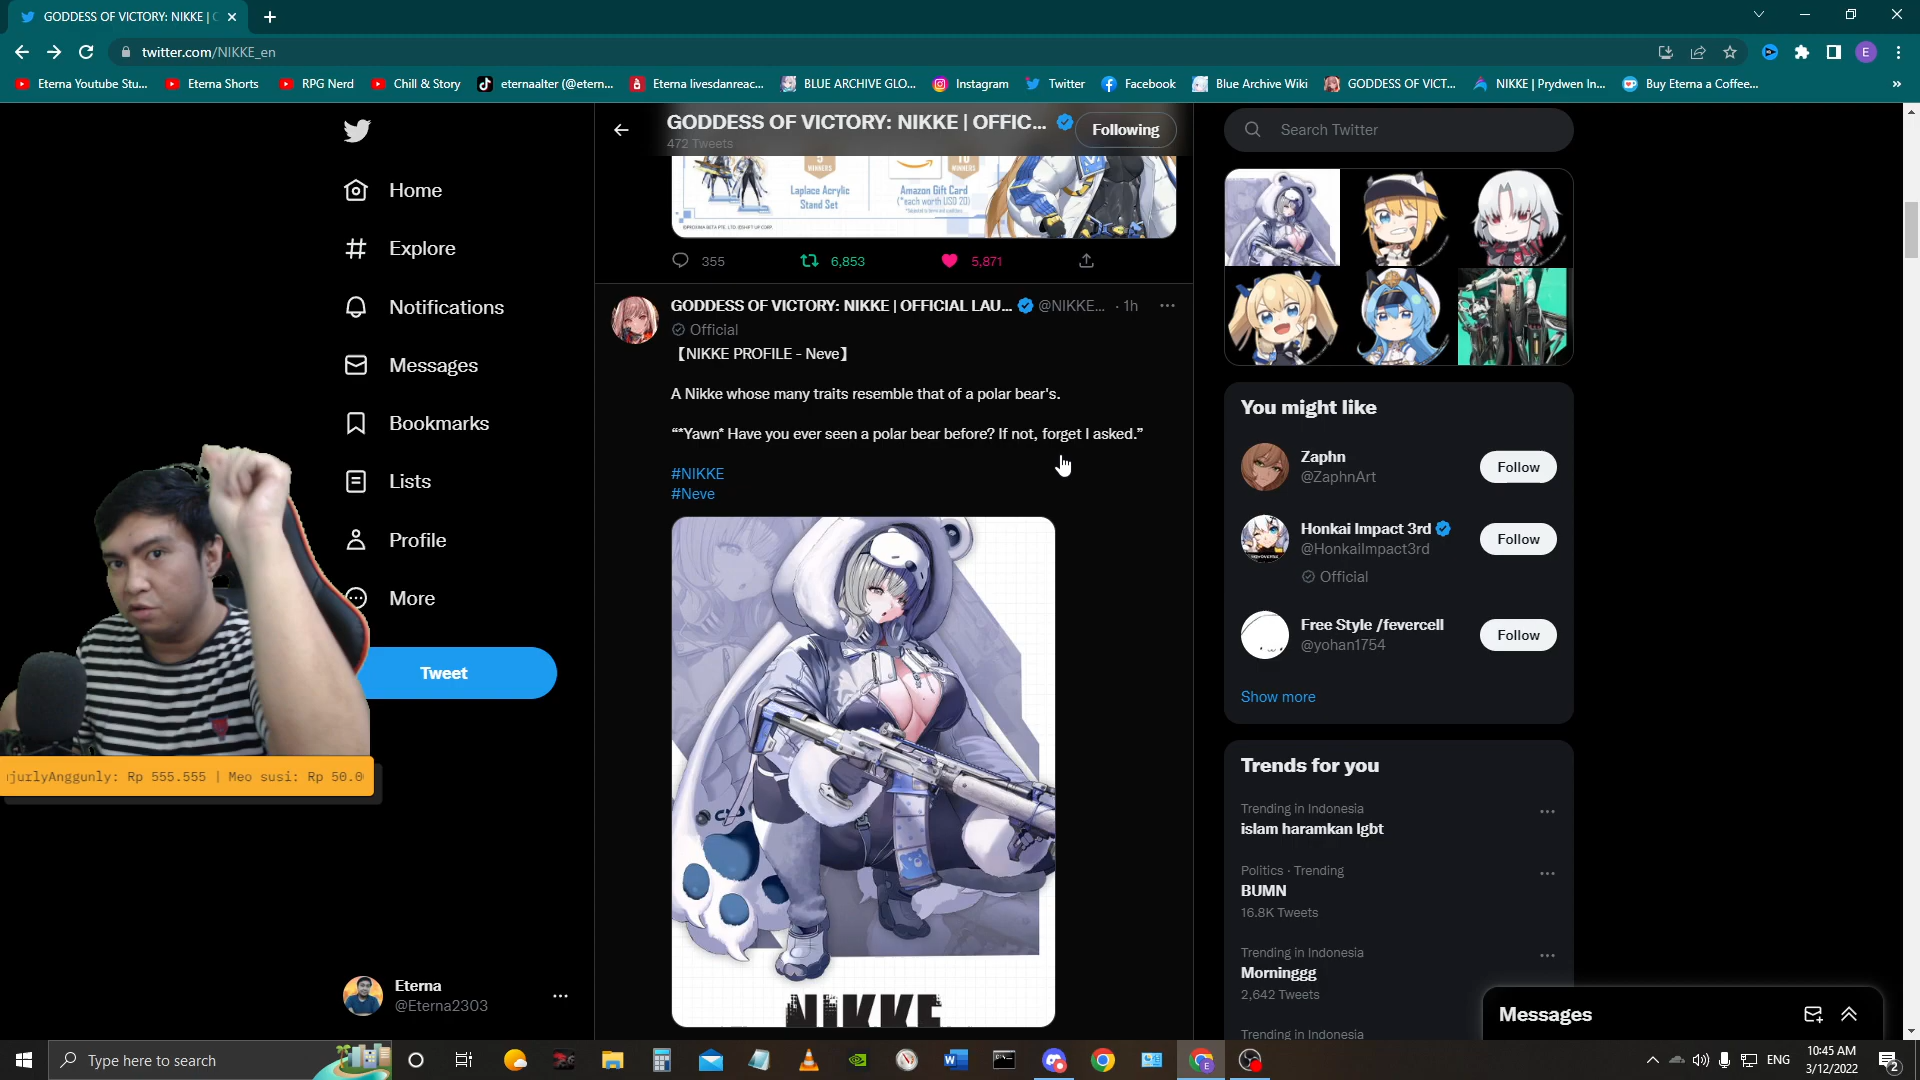 GODDESS OF VICTORY: NIKKE |
twitter.com/NIKKE_en
E
Eterna Youtube Stu...
Eterna Shorts
RPG Nerd
Chill & Story
eternaalter (@etern...
Eterna livesdanreac...
BLUE ARCHIVE GLO...
Instagram
Twitter
Facebook
Blue Archive Wiki
GODDESS OF VICT...
NIKKE | Prydwen In...
Buy Eterna a Coffee...
»
Home
Explore
Notifications
Messages
Bookmarks
Lists
Profile
More
Tweet
jurlyAnggunly: Rp 555.555 | Meo susi: Rp 50.0
Eterna
@Eterna2303
GODDESS OF VICTORY: NIKKE | OFFIC...
472 Tweets
Following
WINNERS
Laplace Acrylic
Stand Set
WINNERS
Amazon Gift Card
(*each worth USD 20)
355
6,853
5,871
GODDESS OF VICTORY: NIKKE | OFFICIAL LAU... @NIKKE... · 1h
Official
【NIKKE PROFILE - Neve】
A Nikke whose many traits resemble that of a polar bear's.
“*Yawn* Have you ever seen a polar bear before? If not, forget I asked.”
#NIKKE
#Neve
NIKKE
Search Twitter
You might like
Zaphn
@ZaphnArt
Follow
Honkai Impact 3rd
@HonkaiImpact3rd
Official
Follow
Free Style /fevercell
@yohan1754
Follow
Show more
Trends for you
Trending in Indonesia
islam haramkan lgbt
Politics · Trending
BUMN
16.8K Tweets
Trending in Indonesia
Morninggg
2,642 Tweets
Trending in Indonesia
Messages
Type here to search
ENG
10:45 AM
3/12/2022
2